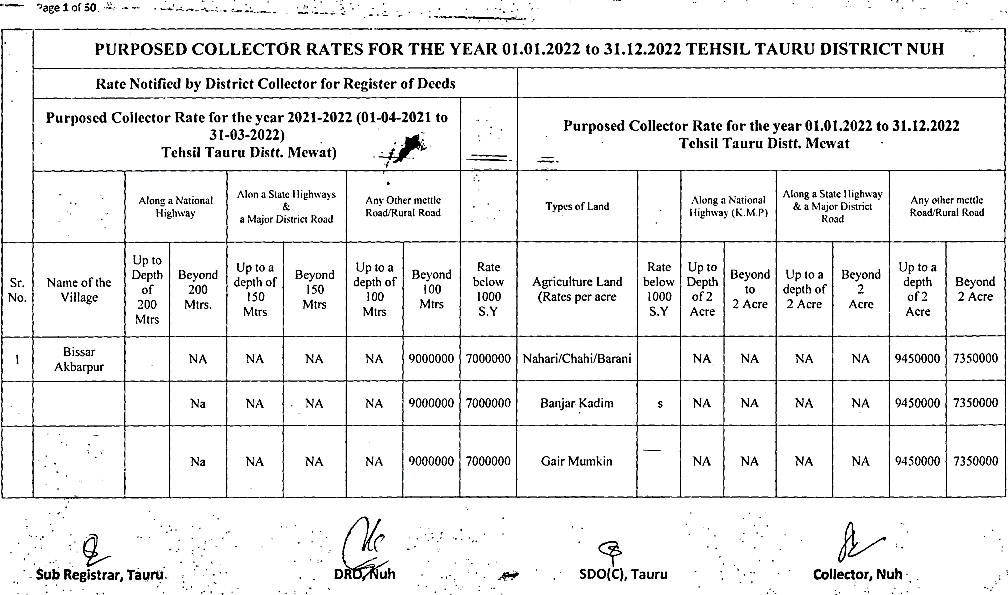 Page 1 of 50
PURPOSED COLLECTOR RATES FOR THE YEAR 01.01.2022 to 31.12.2022 TEHSIL TAURU DISTRICT NUH
Rate Notified by District Collector for Register of Deeds
Purposed Collector Rate for the year 2021-2022 (01-04-2021 to
31-03-2022)
Tehsil Tauru Distt. Mewat)
Purposed Collector Rate for the year 01.01.2022 to 31.12.2022
Tehsil Tauru Distt. Mewat
Along a National
Highway
Alon a State Highways
&
a Major District Road
Any Other mettle
Road/Rural Road
Types of Land
Along a National
Highway (K.M.P)
Along a State Highway
& a Major District
Road
Any other mettle
Road/Rural Road
Sr.
No.
Name of the
Village
Up to
Depth
of
200
Mtrs
Beyond
200
Mtrs.
Up to a
depth of
150
Mtrs
Beyond
150
Mtrs
Up to a
depth of
100
Mtrs
Beyond
100
Mtrs
Rate
below
1000
S.Y
Agriculture Land
(Rates per acre
Rate
below
1000
S.Y
Up to
Depth
of 2
Acre
Beyond
to
2 Acre
Up to a
depth of
2 Acre
Beyond
2
Acre
Up to a
depth
of 2
Acre
Beyond
2 Acre
1 Bissar Akbarpur NA NA NA NA 9000000 7000000 Nahari/Chahi/Barani NA NA NA NA 9450000 7350000
Na NA NA NA 9000000 7000000 Banjar Kadim s NA NA NA NA 9450000 7350000
Na NA NA NA 9000000 7000000 Gair Mumkin NA NA NA NA 9450000 7350000
Sub Registrar, Tauru DRO, Nuh SDO(C), Tauru Collector, Nuh